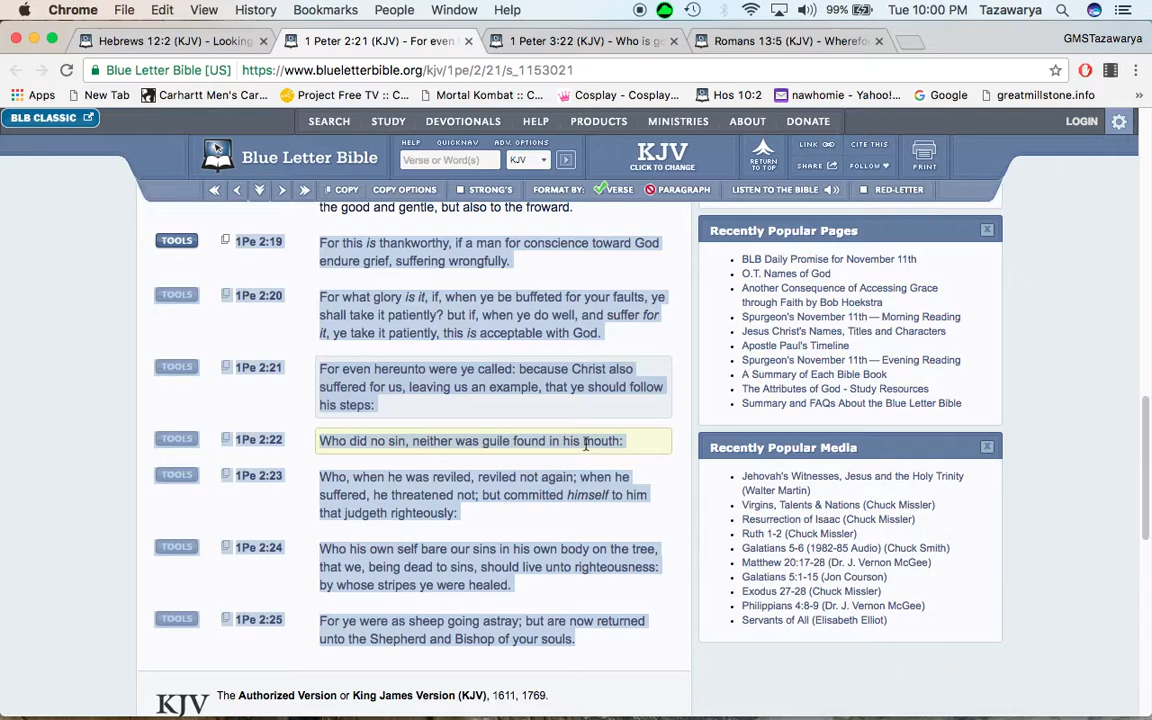 Chrome File Edit View History Bookmarks People Window Help 99% Tue 10:00 PM Tazawarya
Hebrews 12:2 (KJV) - Looking 1 Peter 2:21 (KJV) - For even 1 Peter 3:22 (KJV) - Who is go Romans 13:5 (KJV) - Wherefo GMSTazawarya
Blue Letter Bible [US] https://www.blueletterbible.org/kjv/1pe/2/21/s_1153021
Apps New Tab Carhartt Men's Car... Project Free TV :: C... Mortal Kombat :: C... Cosplay - Cosplay.... Hos 10:2 nawhomie - Yahoo!... Google greatmillstone.info »
BLB CLASSIC SEARCH STUDY DEVOTIONALS HELP PRODUCTS MINISTRIES ABOUT DONATE LOGIN
Blue Letter Bible
HELP QUICKNAV ADV. OPTIONS
Verse or Word(s) KJV
KJV
CLICK TO CHANGE
RETURN
TO TOP
LINK CITE THIS
SHARE FOLLOW
PRINT
COPY COPY OPTIONS STRONG'S FORMAT BY: VERSE PARAGRAPH LISTEN TO THE BIBLE RED-LETTER
the good and gentle, but also to the froward.
TOOLS 1Pe 2:19 For this is thankworthy, if a man for conscience toward God
endure grief, suffering wrongfully.
TOOLS 1Pe 2:20 For what glory is it, if, when ye be buffeted for your faults, ye
shall take it patiently? but if, when ye do well, and suffer for
it, ye take it patiently, this is acceptable with God.
TOOLS 1Pe 2:21 For even hereunto were ye called: because Christ also
suffered for us, leaving us an example, that ye should follow
his steps:
TOOLS 1Pe 2:22 Who did no sin, neither was guile found in his mouth:
TOOLS 1Pe 2:23 Who, when he was reviled, reviled not again; when he
suffered, he threatened not; but committed himself to him
that judgeth righteously:
TOOLS 1Pe 2:24 Who his own self bare our sins in his own body on the tree,
that we, being dead to sins, should live unto righteousness:
by whose stripes ye were healed.
TOOLS 1Pe 2:25 For ye were as sheep going astray; but are now returned
unto the Shepherd and Bishop of your souls.
KJV The Authorized Version or King James Version (KJV), 1611, 1769.
Recently Popular Pages
BLB Daily Promise for November 11th
O.T. Names of God
Another Consequence of Accessing Grace
through Faith by Bob Hoekstra
Spurgeon's November 11th — Morning Reading
Jesus Christ's Names, Titles and Characters
Apostle Paul's Timeline
Spurgeon's November 11th — Evening Reading
A Summary of Each Bible Book
The Attributes of God - Study Resources
Summary and FAQs About the Blue Letter Bible
Recently Popular Media
Jehovah's Witnesses, Jesus and the Holy Trinity
(Walter Martin)
Virgins, Talents & Nations (Chuck Missler)
Resurrection of Isaac (Chuck Missler)
Ruth 1-2 (Chuck Missler)
Galatians 5-6 (1982-85 Audio) (Chuck Smith)
Matthew 20:17-28 (Dr. J. Vernon McGee)
Galatians 5:1-15 (Jon Courson)
Exodus 27-28 (Chuck Missler)
Philippians 4:8-9 (Dr. J. Vernon McGee)
Servants of All (Elisabeth Elliot)